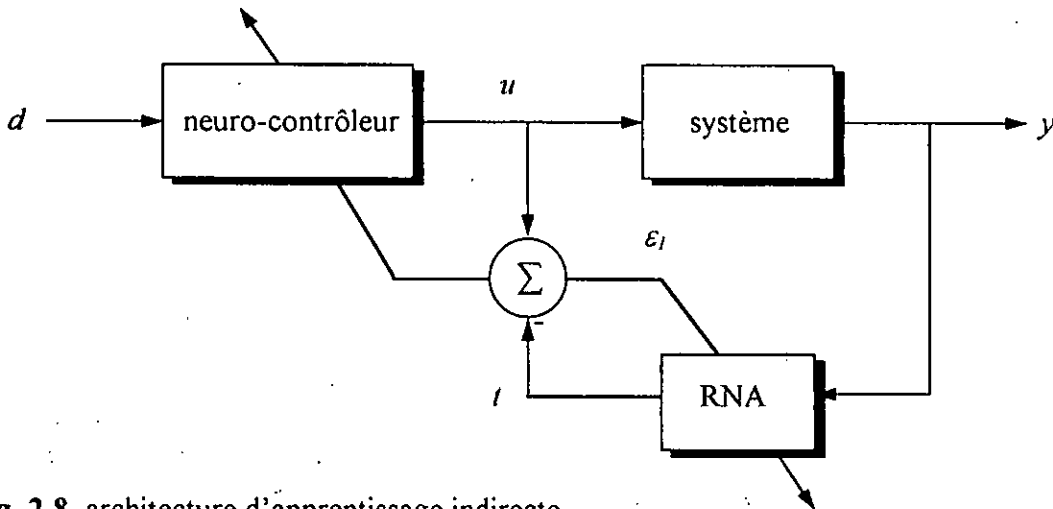 d
neuro-contrôleur
u
système
y
ε₁
Σ
-
t
RNA
2.8. architecture d'apprentissage indirecte